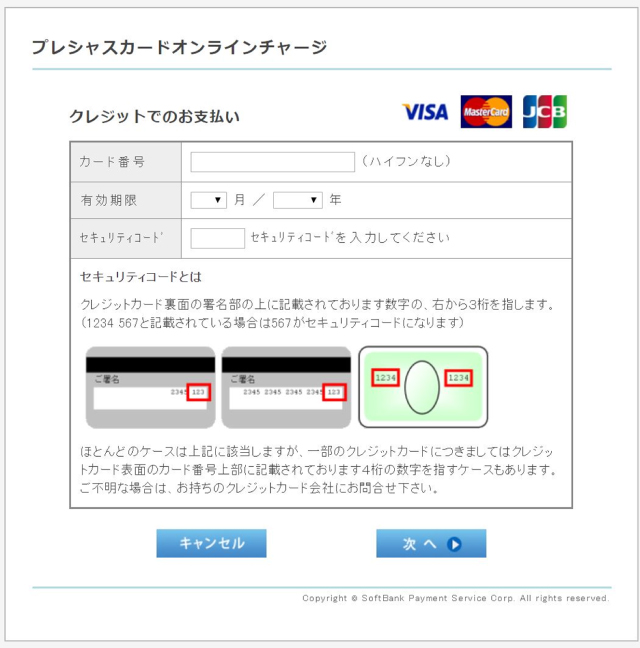 プレシャスカードオンラインチャージ
クレジットでのお支払い
VISA MasterCard JCB
カード番号 (ハイフンなし)
有効期限 ▼ 月 ／ ▼ 年
ｾｷｭﾘﾃｨｺｰﾄﾞ ｾｷｭﾘﾃｨｺｰﾄﾞを入力してください
セキュリティコードとは
クレジットカード裏面の署名部の上に記載されております数字の、右から3桁を指します。
(1234 567と記載されている場合は567がセキュリティコードになります)
ご署名 ご署名
1234 1234
2345 123 2345 2345 2345 2345 123
ほとんどのケースは上記に該当しますが、一部のクレジットカードにつきましてはクレジッ
トカード表面のカード番号上部に記載されております4桁の数字を指すケースもあります。
ご不明な場合は、お持ちのクレジットカード会社にお問合せ下さい。
キャンセル 次へ
Copyright © SoftBank Payment Service Corp. All rights reserved.